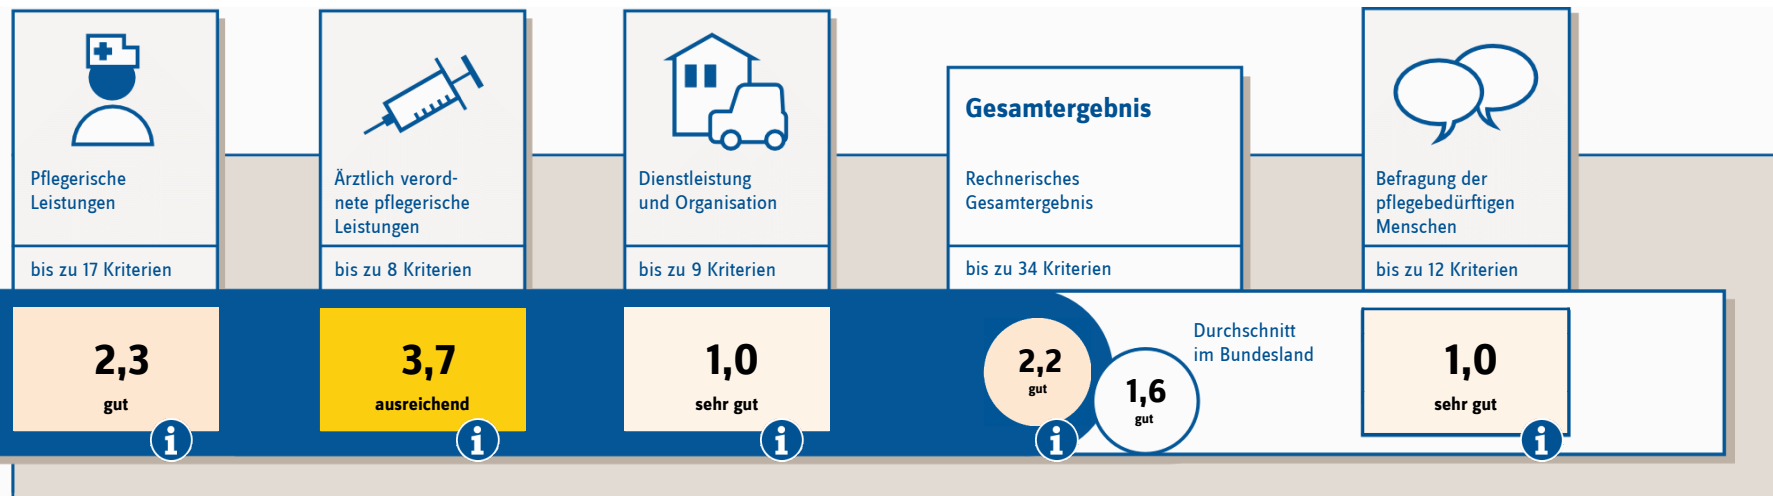 Pflegerische
Leistungen
bis zu 17 Kriterien
2,3
gut
i
Ärztlich verord-
nete pflegerische
Leistungen
bis zu 8 Kriterien
3,7
ausreichend
i
Dienstleistung
und Organisation
bis zu 9 Kriterien
1,0
sehr gut
i
Gesamtergebnis
Rechnerisches
Gesamtergebnis
bis zu 34 Kriterien
2,2
gut
i
Durchschnitt
im Bundesland
1,6
gut
Befragung der
pflegebedürftigen
Menschen
bis zu 12 Kriterien
1,0
sehr gut
i